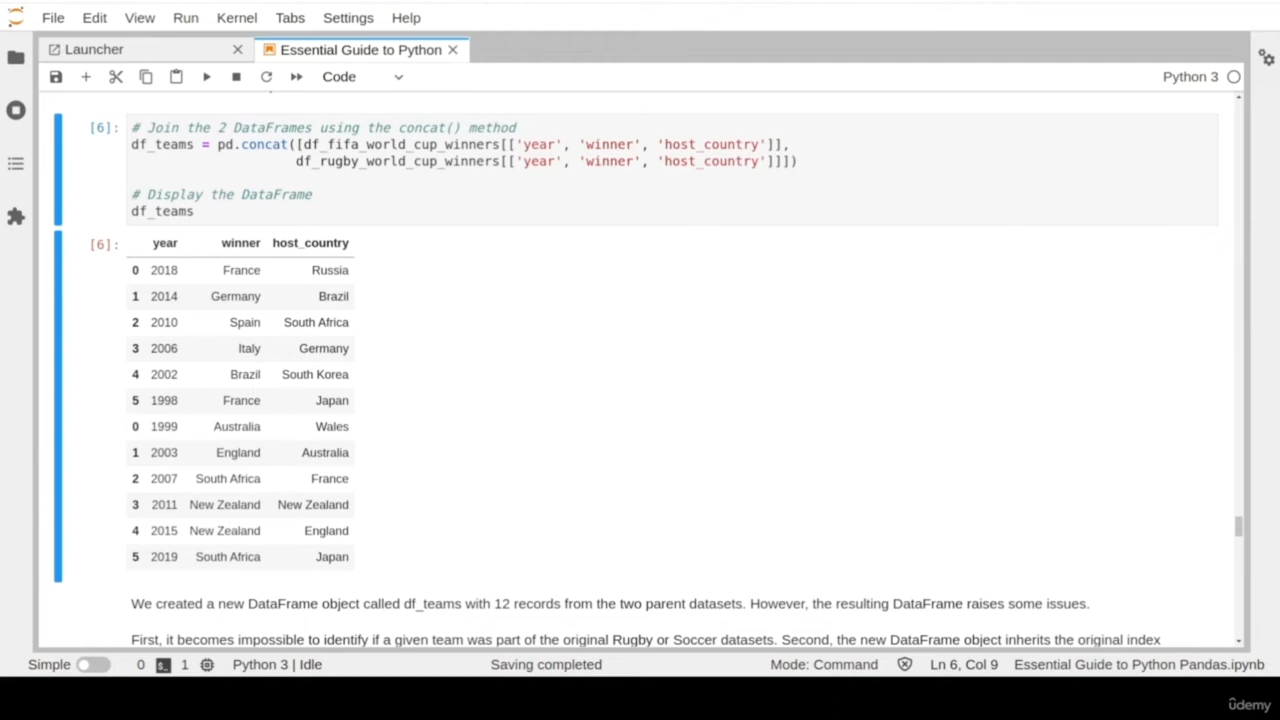 File Edit View Run Kernel Tabs Settings Help
Launcher
Essential Guide to Python
Code
Python 3
[6]:
# Join the 2 DataFrames using the concat() method
df_teams = pd.concat([df_fifa_world_cup_winners[['year', 'winner', 'host_country']],
df_rugby_world_cup_winners[['year', 'winner', 'host_country']]])
# Display the DataFrame
df_teams
[6]:
year winner host_country
0 2018 France Russia
1 2014 Germany Brazil
2 2010 Spain South Africa
3 2006 Italy Germany
4 2002 Brazil South Korea
5 1998 France Japan
0 1999 Australia Wales
1 2003 England Australia
2 2007 South Africa France
3 2011 New Zealand New Zealand
4 2015 New Zealand England
5 2019 South Africa Japan
We created a new DataFrame object called df_teams with 12 records from the two parent datasets. However, the resulting DataFrame raises some issues.
First, it becomes impossible to identify if a given team was part of the original Rugby or Soccer datasets. Second, the new DataFrame object inherits the original index
Simple 0 1 Python 3 | Idle Saving completed Mode: Command Ln 6, Col 9 Essential Guide to Python Pandas.ipynb
ûdemy